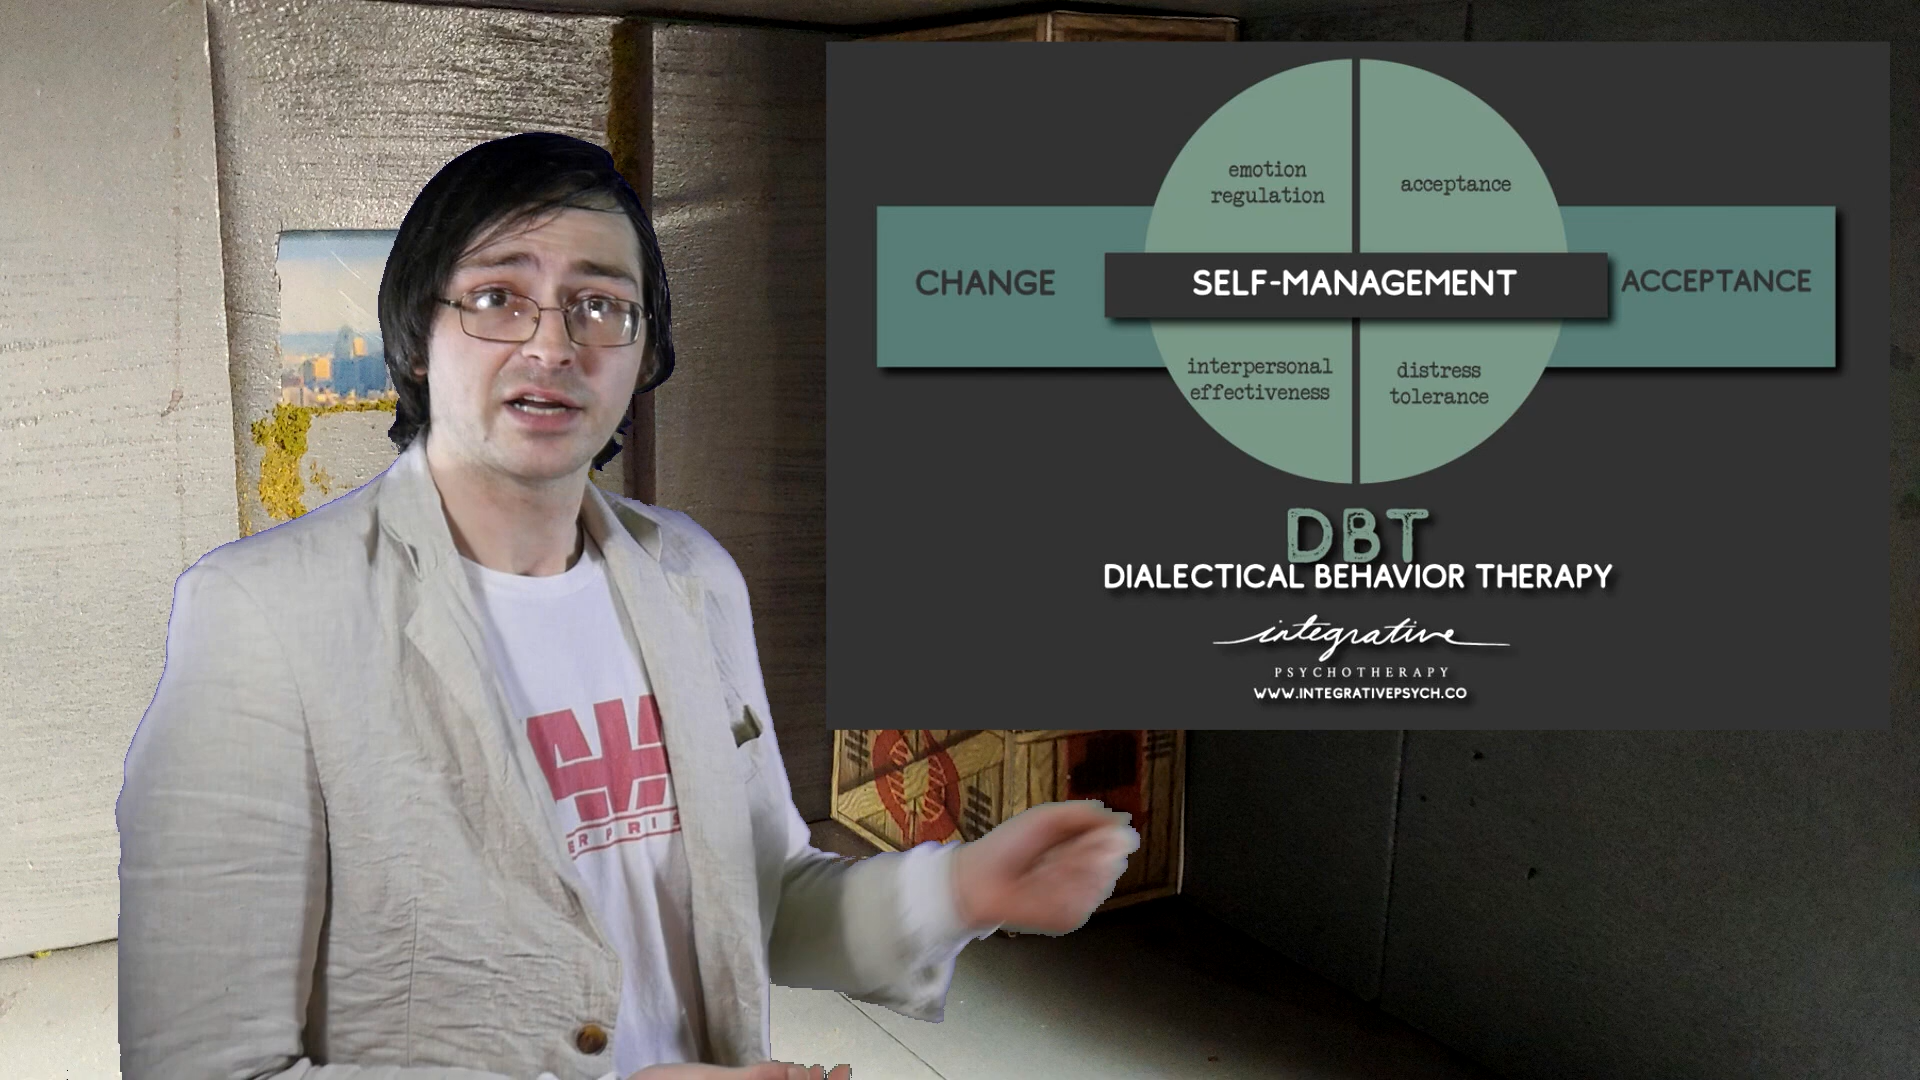 emotion
regulation
acceptance
CHANGE
SELF-MANAGEMENT
ACCEPTANCE
interpersonal
effectiveness
distress
tolerance
DBT
DIALECTICAL BEHAVIOR THERAPY
integrative
PSYCHOTHERAPY
WWW.INTEGRATIVEPSYCH.CO